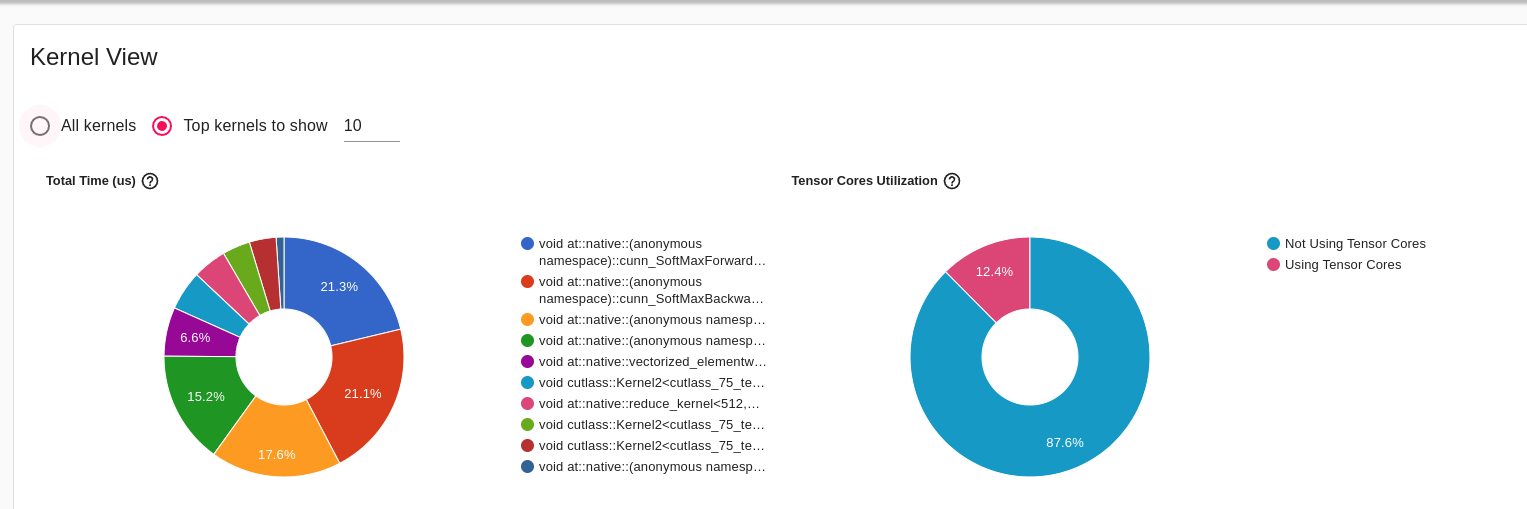 Kernel View
All kernels
Top kernels to show
10
Total Time (us)
21.3%
21.1%
17.6%
15.2%
6.6%
void at::native::(anonymous
namespace)::cunn_SoftMaxForward…
void at::native::(anonymous
namespace)::cunn_SoftMaxBackwa…
void at::native::(anonymous namesp…
void at::native::(anonymous namesp…
void at::native::vectorized_elementw…
void cutlass::Kernel2<cutlass_75_te…
void at::native::reduce_kernel<512,…
void cutlass::Kernel2<cutlass_75_te…
void cutlass::Kernel2<cutlass_75_te…
void at::native::(anonymous namesp…
Tensor Cores Utilization
12.4%
87.6%
Not Using Tensor Cores
Using Tensor Cores